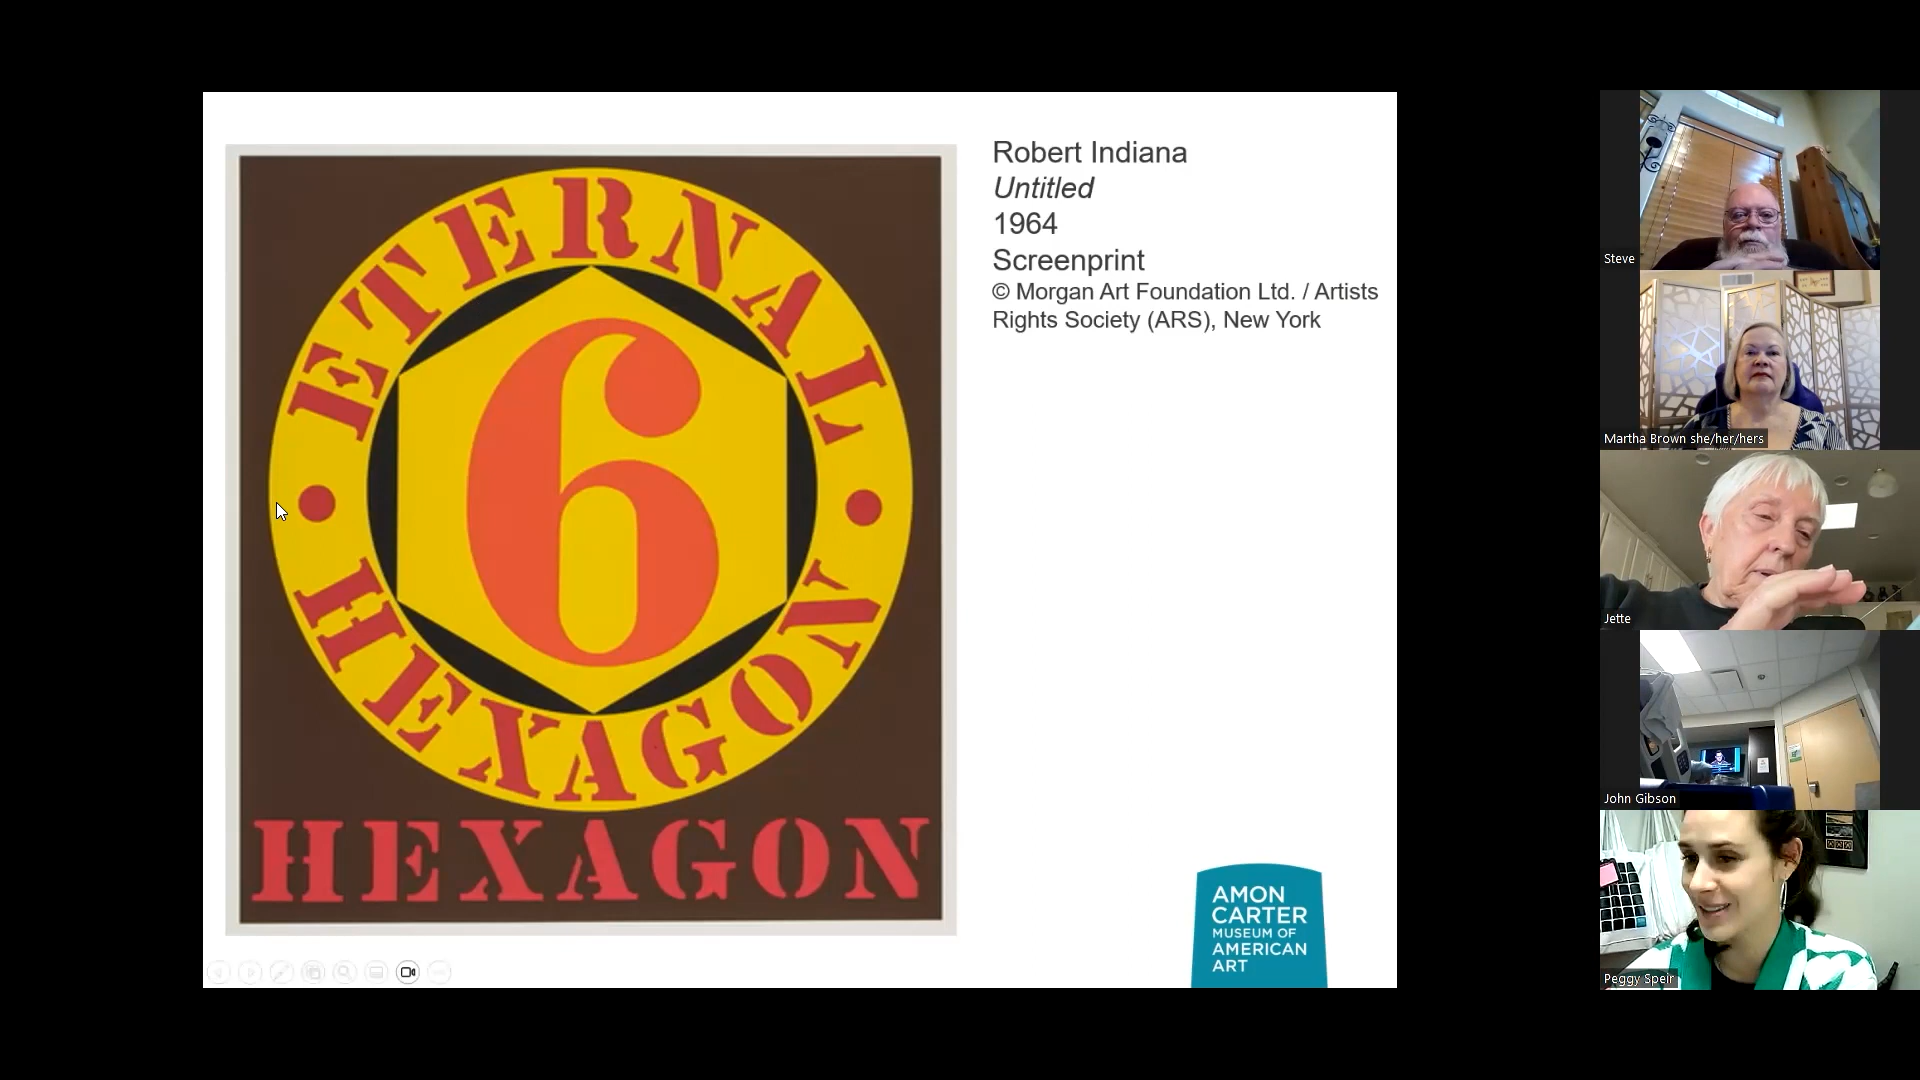 ETERNAL
6
HEXAGON
HEXAGON
Robert Indiana
Untitled
1964
Screenprint
© Morgan Art Foundation Ltd. / Artists
Rights Society (ARS), New York
AMON
CARTER
MUSEUM OF
AMERICAN
ART
Steve
Martha Brown she/her/hers
Jette
John Gibson
Peggy Speir